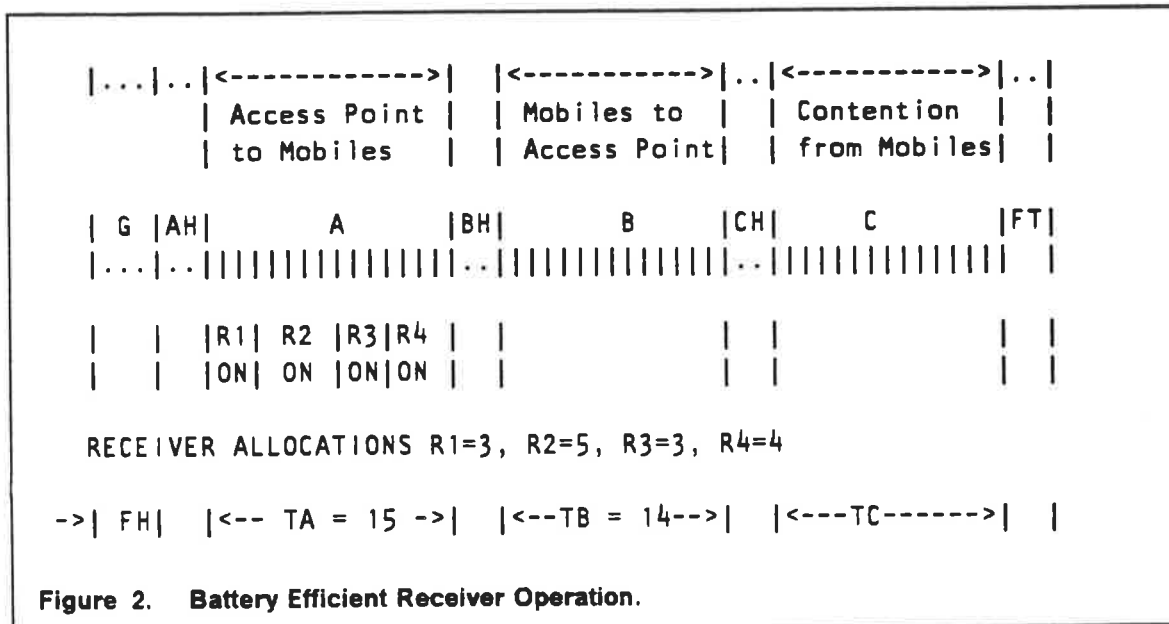 |...|..|<------------>| |<----------->|..|<----------->|..|
| Access Point | | Mobiles to | | Contention | |
| to Mobiles | | Access Point| | from Mobiles| |
| G |AH| A |BH| B |CH| C |FT|
|...|..||||||||||||||||..||||||||||||||..||||||||||||||| |
| | |R1| R2 |R3|R4 | | | | | |
| | |ON| ON |ON|ON | | | | | |
RECEIVER ALLOCATIONS R1=3, R2=5, R3=3, R4=4
->| FH| |<-- TA = 15 ->| |<--TB = 14-->| |<---TC------>| |
Figure 2. Battery Efficient Receiver Operation.